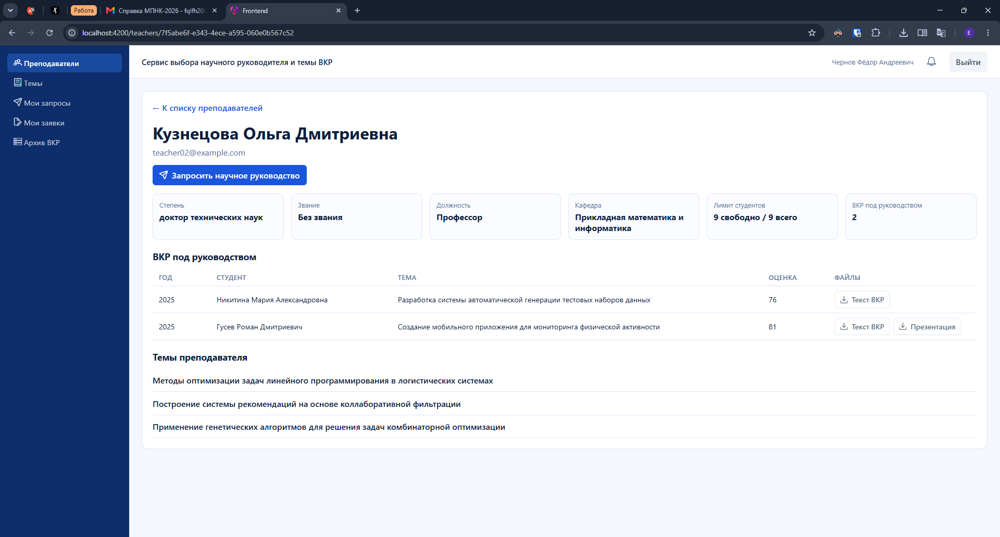 Работа
Справка МПНК-2026 - fqlfh200
Frontend
localhost:4200/teachers/7f5abe6f-e343-4ece-a595-060e0b567c52
E
Преподаватели
Темы
Мои запросы
Мои заявки
Архив ВКР
Сервис выбора научного руководителя и темы ВКР
Чернов Фёдор Андреевич
Выйти
← К списку преподавателей
Кузнецова Ольга Дмитриевна
teacher02@example.com
Запросить научное руководство
Степень
доктор технических наук
Звание
Без звания
Должность
Профессор
Кафедра
Прикладная математика и
информатика
Лимит студентов
9 свободно / 9 всего
ВКР под руководством
2
ВКР под руководством
ГОД СТУДЕНТ ТЕМА ОЦЕНКА ФАЙЛЫ
2025 Никитина Мария Александровна Разработка системы автоматической генерации тестовых наборов данных 76 Текст ВКР
2025 Гусев Роман Дмитриевич Создание мобильного приложения для мониторинга физической активности 81 Текст ВКР Презентация
Темы преподавателя
Методы оптимизации задач линейного программирования в логистических системах
Построение системы рекомендаций на основе коллаборативной фильтрации
Применение генетических алгоритмов для решения задач комбинаторной оптимизации